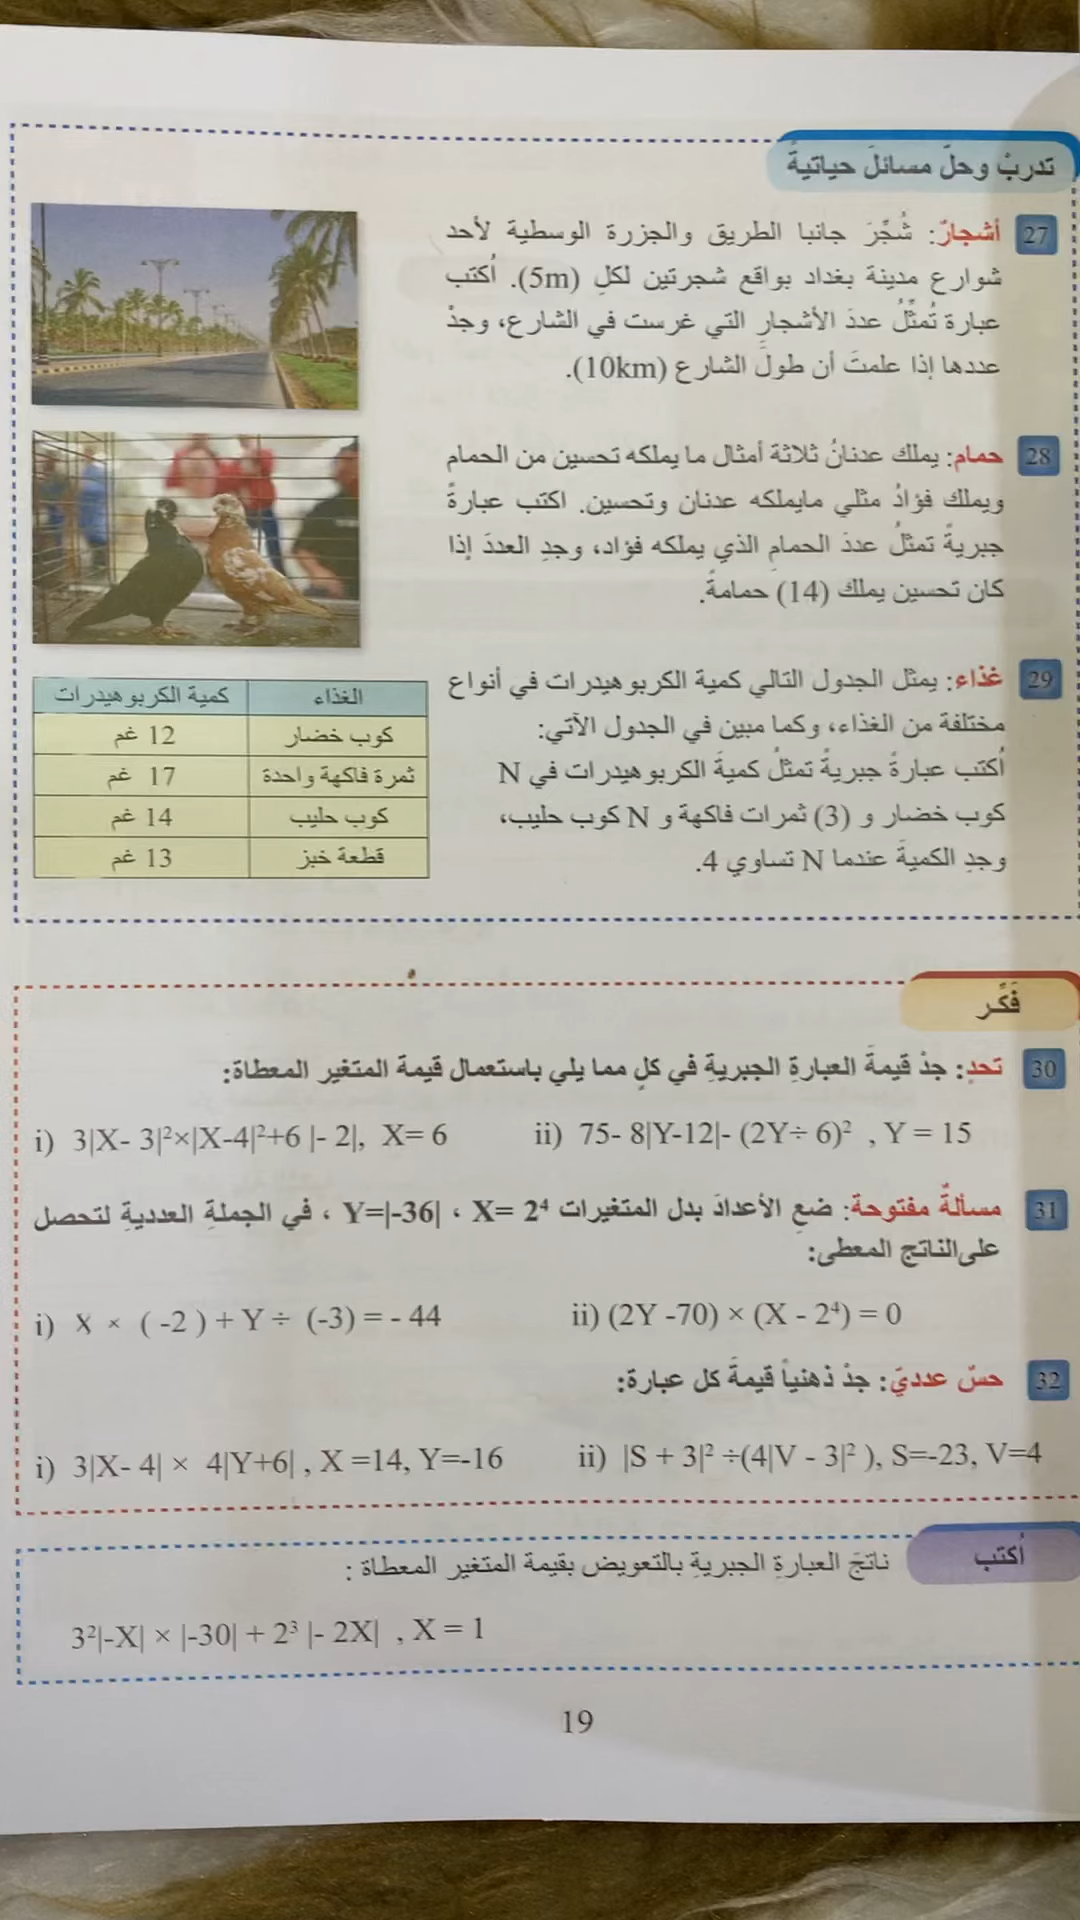 تدربْ وحلّ مسائلَ حياتيةً
27 أشجارٌ: شُجِّرَ جانبا الطريق والجزرة الوسطية لأحد
شوارع مدينة بغداد بواقع شجرتين لكلِ (5m). أكتب
عبارة تُمثِّلُ عددَ الأشجارِ التي غرست في الشارع، وجدْ
عددها إذا علمتَ أن طولَ الشارع (10km).
28 حمام: يملك عدنانُ ثلاثة أمثال ما يملكه تحسين من الحمام
ويملك فؤادُ مثلي مايملكه عدنان وتحسين. اكتب عبارةً
جبريةً تمثلُ عددَ الحمامِ الذي يملكه فؤاد، وجدِ العددَ إذا
كان تحسين يملك (14) حمامةً.
29 غذاء: يمثل الجدول التالي كمية الكربوهيدرات في أنواع
مختلفة من الغذاء، وكما مبين في الجدول الآتي:
أكتب عبارةً جبريةً تمثلُ كميةَ الكربوهيدرات في N
كوب خضار و (3) ثمرات فاكهة و N كوب حليب،
وجدِ الكميةَ عندما N تساوي 4.
الغذاء كمية الكربوهيدرات
كوب خضار 12 غم
ثمرة فاكهة واحدة 17 غم
كوب حليب 14 غم
قطعة خبز 13 غم
فَكِّر
30 تحدٍ: جدْ قيمةَ العبارةِ الجبريةِ في كلٍ مما يلي باستعمال قيمة المتغير المعطاة:
i) 3|X- 3|²×|X-4|²+6 |- 2|, X= 6 ii) 75- 8|Y-12|- (2Y÷ 6)² , Y = 15
31 مسألةٌ مفتوحة: ضعِ الأعدادَ بدل المتغيرات X= 2⁴ ، Y=|-36| ، في الجملةِ العدديةِ لتحصل
على الناتج المعطى:
i) X × ( -2 ) + Y ÷ (-3) = - 44 ii) (2Y -70) × (X - 2⁴) = 0
32 حسّ عدديّ: جدْ ذهنياً قيمةَ كل عبارة:
i) 3|X- 4| × 4|Y+6| , X =14, Y=-16 ii) |S + 3|² ÷(4|V - 3|² ), S=-23, V=4
أكتب
ناتجَ العبارةِ الجبريةِ بالتعويض بقيمة المتغير المعطاة :
3²|-X| × |-30| + 2³ |- 2X| , X = 1
19